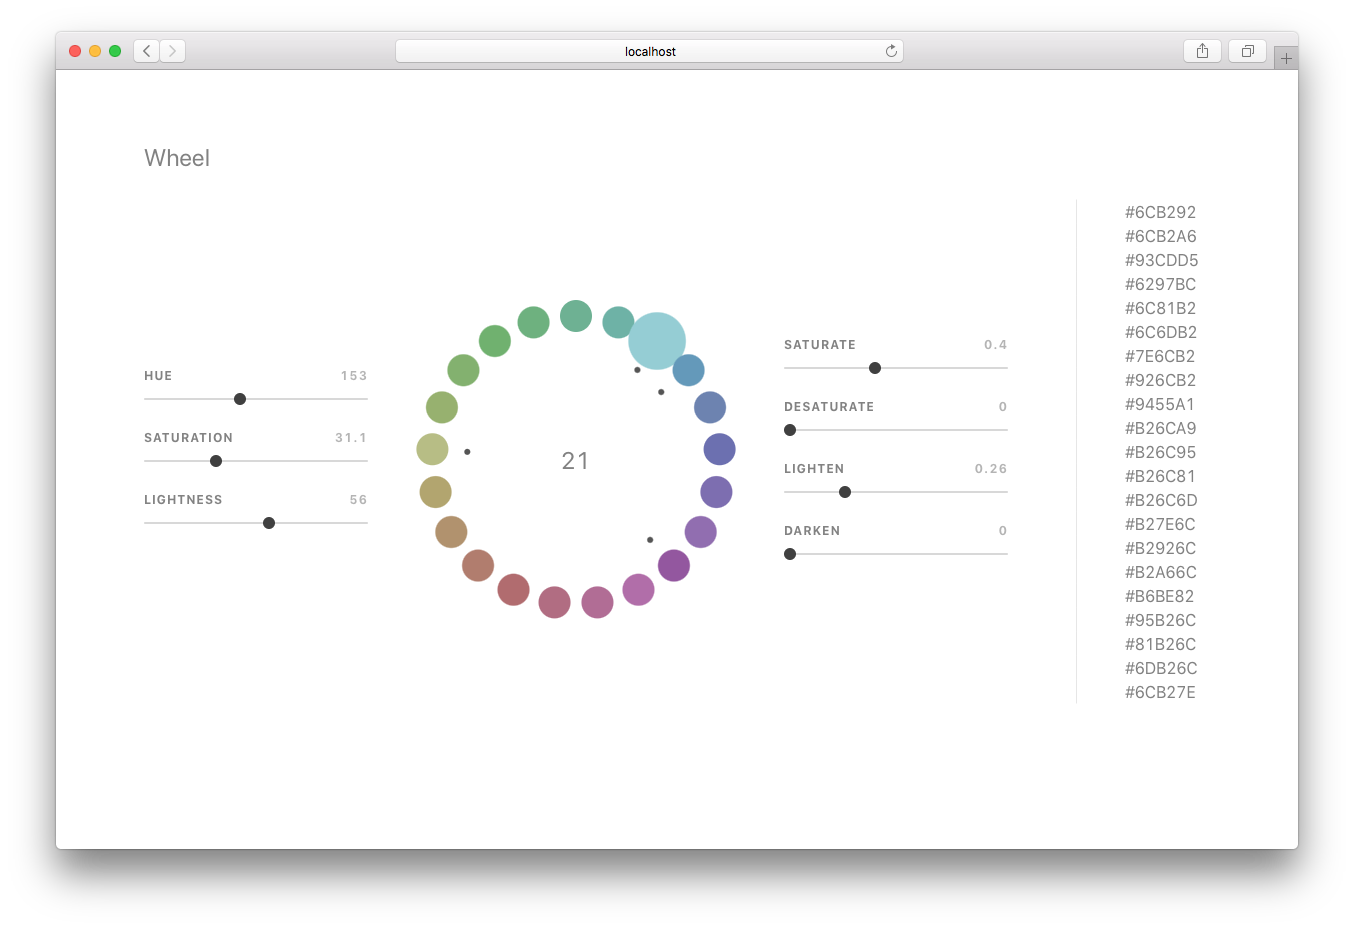 localhost
Wheel
HUE 153
SATURATION 31.1
LIGHTNESS 56
21
SATURATE 0.4
DESATURATE 0
LIGHTEN 0.26
DARKEN 0
#6CB292
#6CB2A6
#93CDD5
#6297BC
#6C81B2
#6C6DB2
#7E6CB2
#926CB2
#9455A1
#B26CA9
#B26C95
#B26C81
#B26C6D
#B27E6C
#B2926C
#B2A66C
#B6BE82
#95B26C
#81B26C
#6DB26C
#6CB27E